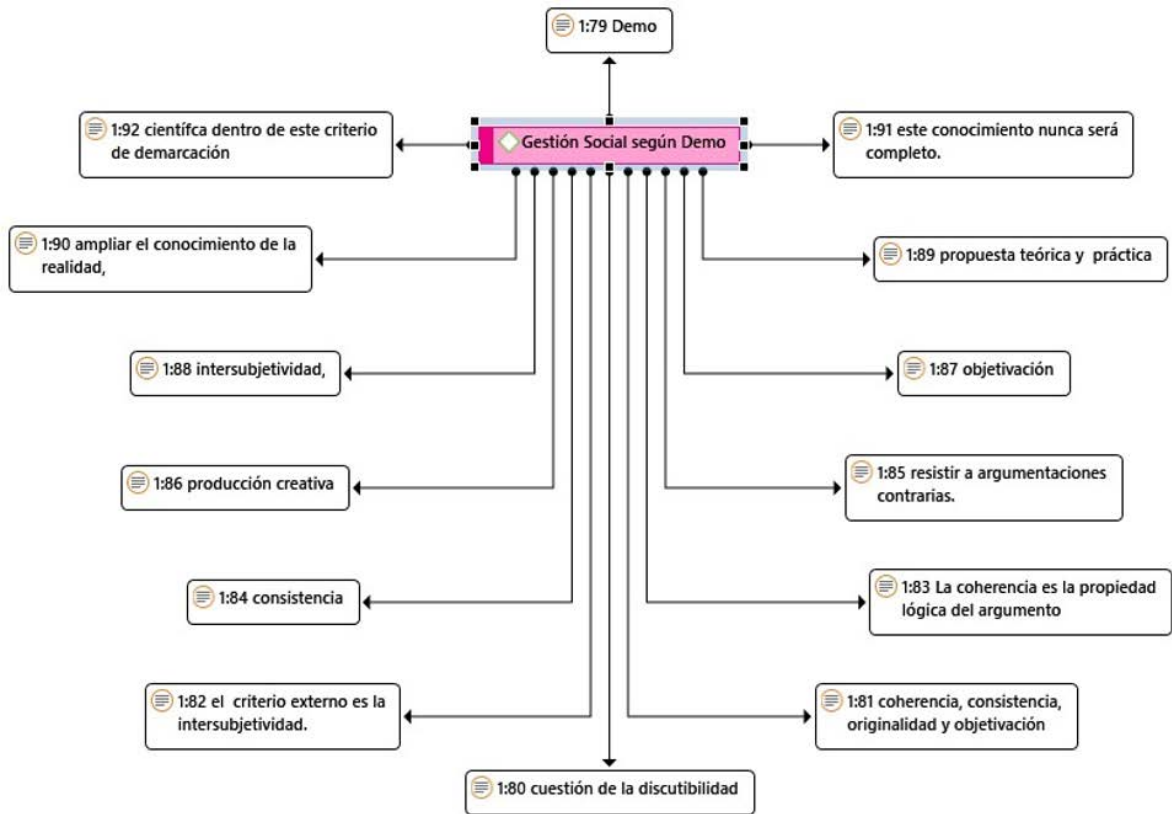 1:79 Demo
1:92 científca dentro de este criterio
de demarcación
Gestión Social según Demo
1:91 este conocimiento nunca será
completo.
1:90 ampliar el conocimiento de la
realidad,
1:89 propuesta teórica y  práctica
1:88 intersubjetividad,
1:87 objetivación
1:86 producción creativa
1:85 resistir a argumentaciones
contrarias.
1:84 consistencia
1:83 La coherencia es la propiedad
lógica del argumento
1:82 el  criterio externo es la
intersubjetividad.
1:81 coherencia, consistencia,
originalidad y objetivación
1:80 cuestión de la discutibilidad